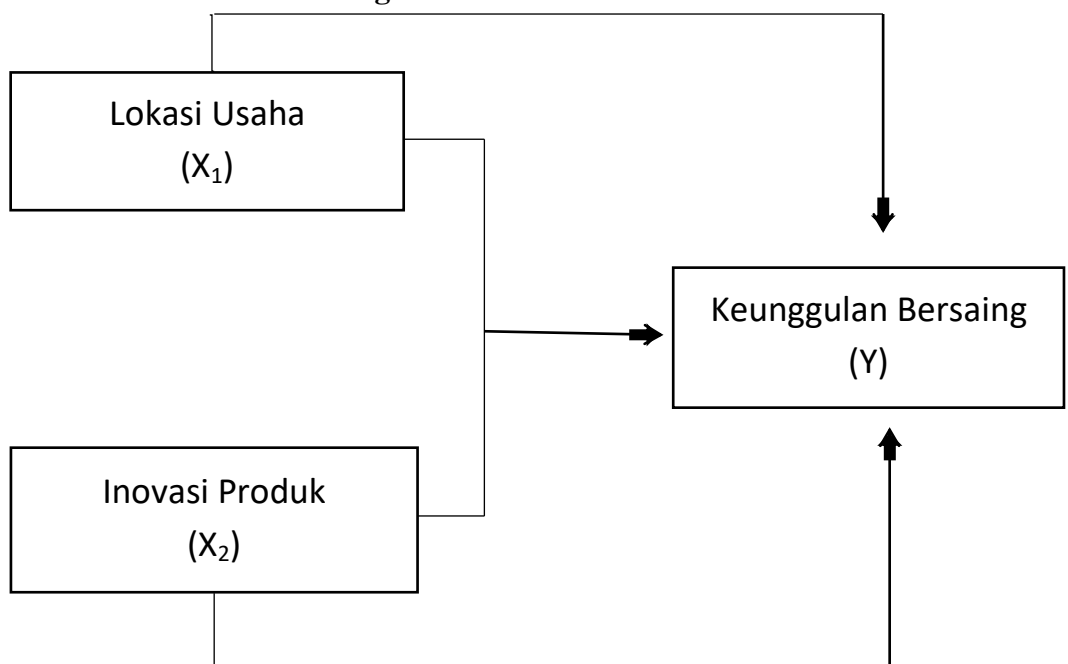 Lokasi Usaha
(X₁)
Keunggulan Bersaing
(Y)
Inovasi Produk
(X₂)